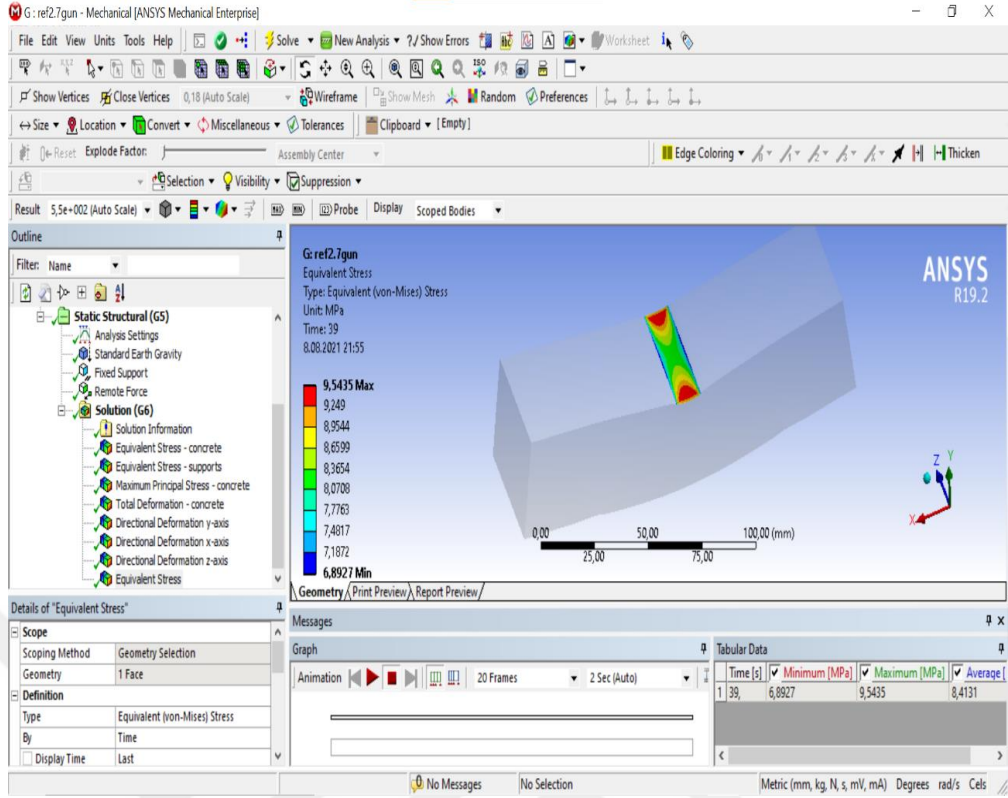 G : ref2.7gun - Mechanical [ANSYS Mechanical Enterprise]
File Edit View Units Tools Help Solve New Analysis ?/ Show Errors Worksheet
Show Vertices Close Vertices 0,18 (Auto Scale) Wireframe Show Mesh Random Preferences
Size Location Convert Miscellaneous Tolerances Clipboard [Empty]
Reset Explode Factor: Assembly Center Edge Coloring Thicken
Selection Visibility Suppression
Result 5,5e+002 (Auto Scale) Probe Display Scoped Bodies
Outline
Filter: Name
Static Structural (G5)
Analysis Settings
Standard Earth Gravity
Fixed Support
Remote Force
Solution (G6)
Solution Information
Equivalent Stress - concrete
Equivalent Stress - supports
Maximum Principal Stress - concrete
Total Deformation - concrete
Directional Deformation y-axis
Directional Deformation x-axis
Directional Deformation z-axis
Equivalent Stress
Details of "Equivalent Stress"
Scope
Scoping Method Geometry Selection
Geometry 1 Face
Definition
Type Equivalent (von-Mises) Stress
By Time
Display Time Last
G: ref2.7gun
Equivalent Stress
Type: Equivalent (von-Mises) Stress
Unit: MPa
Time: 39
8.08.2021 21:55
9,5435 Max
9,249
8,9544
8,6599
8,3654
8,0708
7,7763
7,4817
7,1872
6,8927 Min
ANSYS
R19.2
Z Y
X
0,00 50,00 100,00 (mm)
25,00 75,00
Geometry Print Preview Report Preview
Messages
Graph
Animation 20 Frames 2 Sec (Auto)
Tabular Data
Time [s] Minimum [MPa] Maximum [MPa] Average [
1 39, 6,8927 9,5435 8,4131
No Messages No Selection Metric (mm, kg, N, s, mV, mA) Degrees rad/s Cels